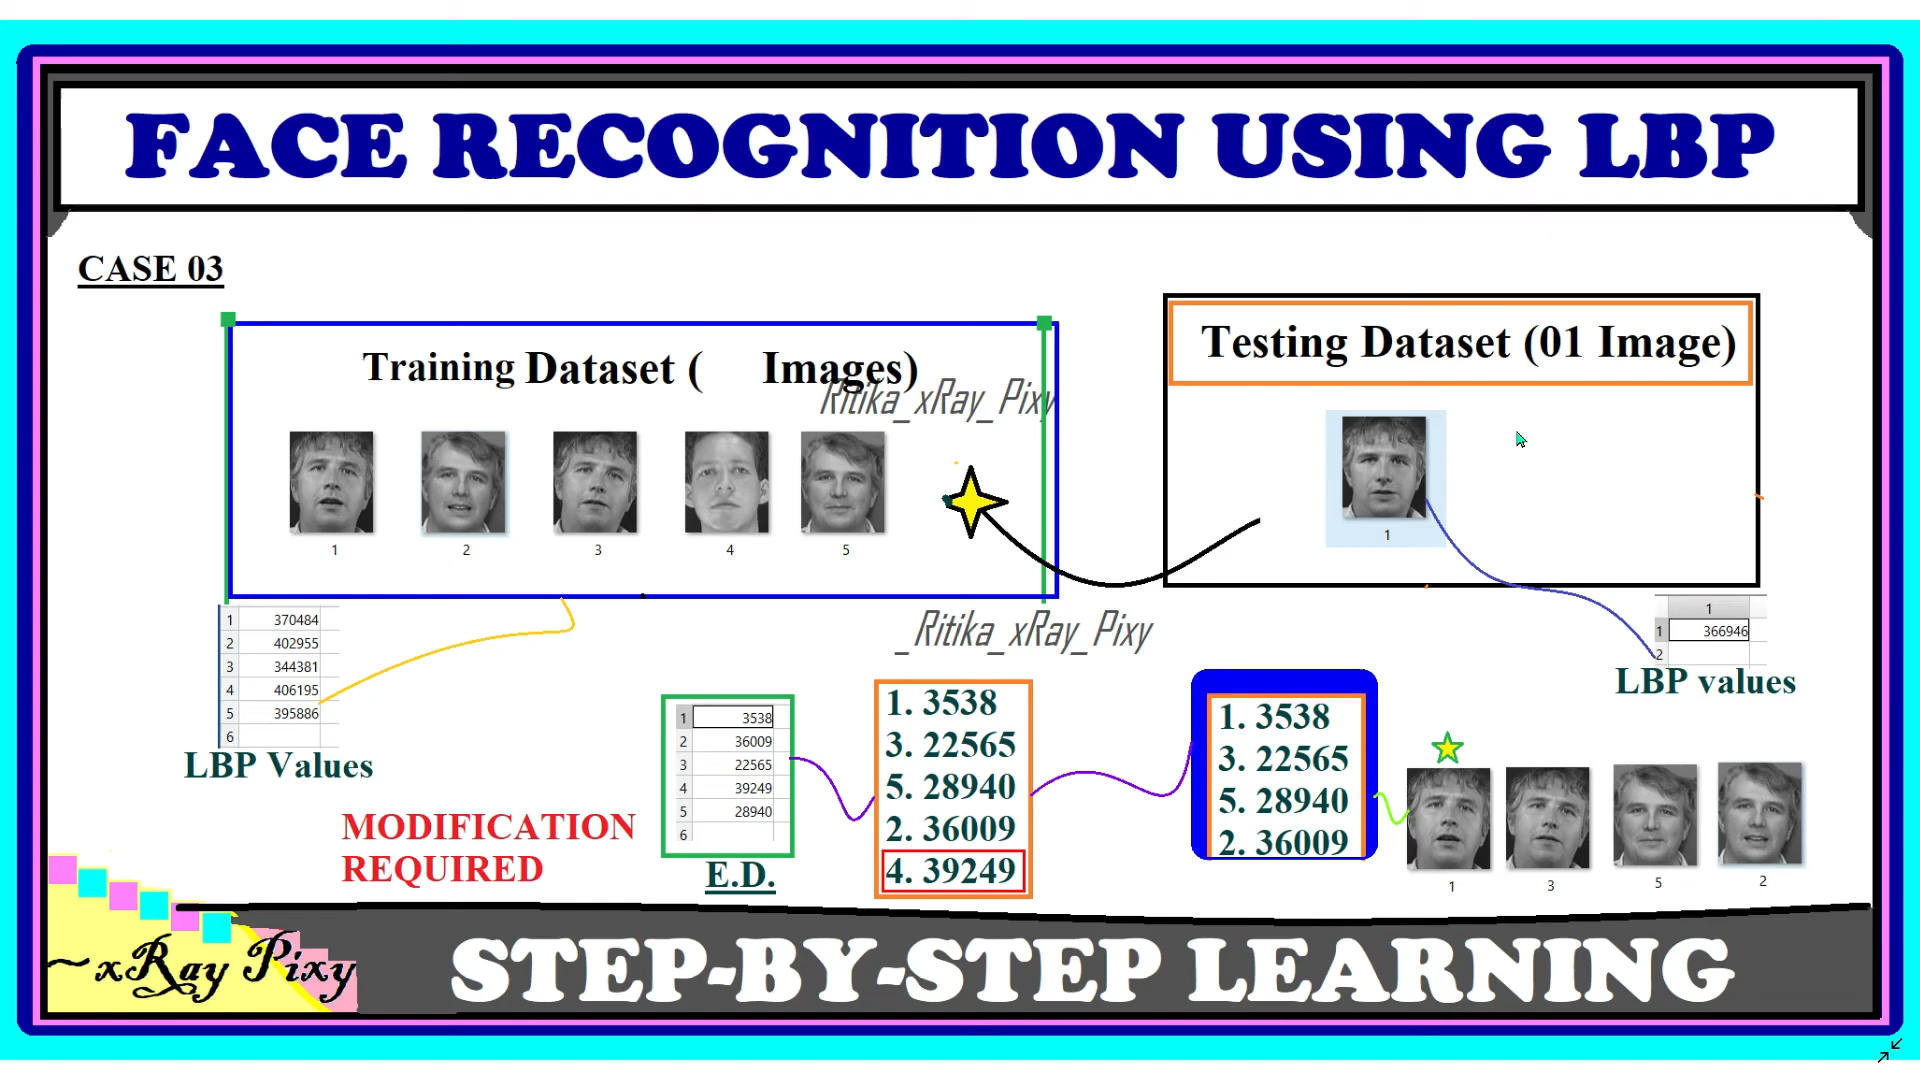 FACE RECOGNITION USING LBP
CASE 03
Training Dataset ( Images)
Ritika_xRay_Pixy
1 2 3 4 5
Testing Dataset (01 Image)
1
1 370484
2 402955
3 344381
4 406195
5 395886
6
LBP Values
_Ritika_xRay_Pixy
1
1 366946
2
LBP values
MODIFICATION
REQUIRED
1 3538
2 36009
3 22565
4 39249
5 28940
6
E.D.
1. 3538
3. 22565
5. 28940
2. 36009
4. 39249
1. 3538
3. 22565
5. 28940
2. 36009
1 3 5 2
~xRay Pixy
STEP-BY-STEP LEARNING